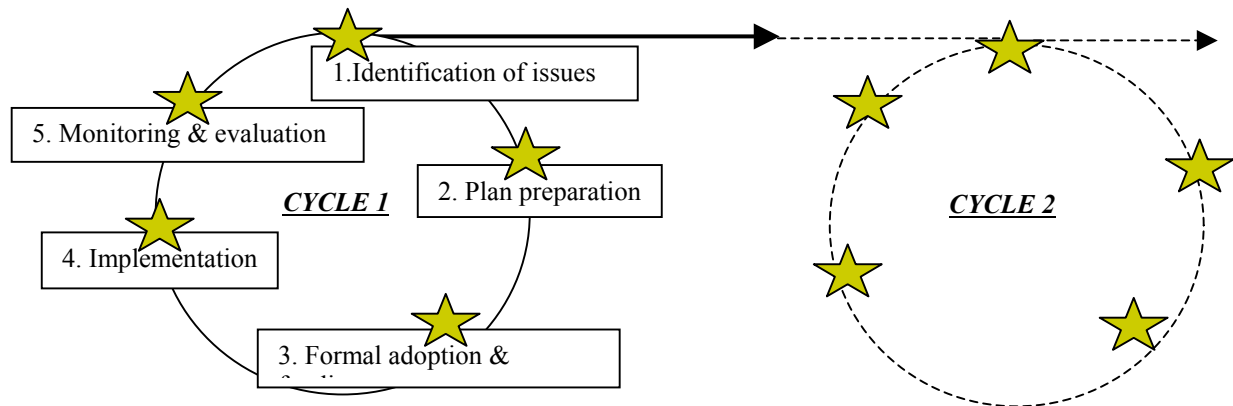 1.Identification of issues
5. Monitoring & evaluation
2. Plan preparation
CYCLE 1
CYCLE 2
4. Implementation
3. Formal adoption &